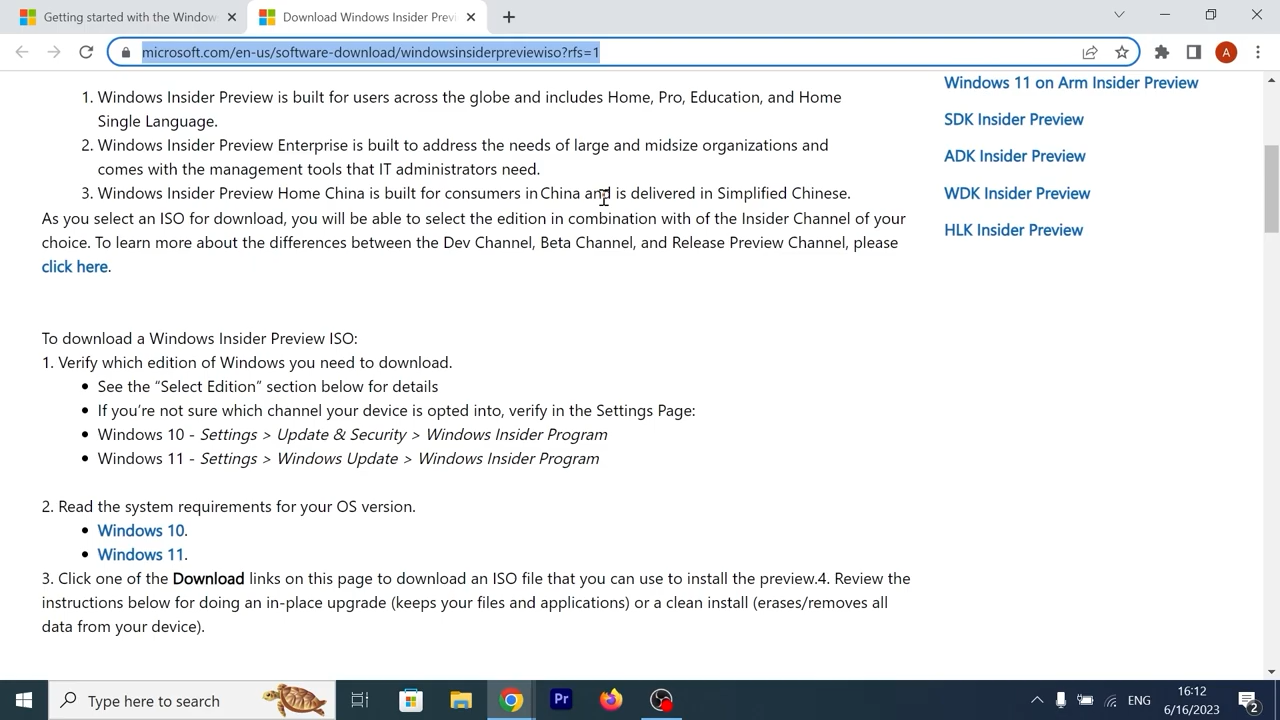 Getting started with the Window
Download Windows Insider Previ
microsoft.com/en-us/software-download/windowsinsiderpreviewiso?rfs=1
A
1. Windows Insider Preview is built for users across the globe and includes Home, Pro, Education, and Home
Single Language.
2. Windows Insider Preview Enterprise is built to address the needs of large and midsize organizations and
comes with the management tools that IT administrators need.
3. Windows Insider Preview Home China is built for consumers in China and is delivered in Simplified Chinese.
As you select an ISO for download, you will be able to select the edition in combination with of the Insider Channel of your
choice. To learn more about the differences between the Dev Channel, Beta Channel, and Release Preview Channel, please
click here.
Windows 11 on Arm Insider Preview
SDK Insider Preview
ADK Insider Preview
WDK Insider Preview
HLK Insider Preview
To download a Windows Insider Preview ISO:
1. Verify which edition of Windows you need to download.
• See the “Select Edition” section below for details
• If you’re not sure which channel your device is opted into, verify in the Settings Page:
• Windows 10 - Settings > Update & Security > Windows Insider Program
• Windows 11 - Settings > Windows Update > Windows Insider Program
2. Read the system requirements for your OS version.
• Windows 10.
• Windows 11.
3. Click one of the Download links on this page to download an ISO file that you can use to install the preview.4. Review the
instructions below for doing an in-place upgrade (keeps your files and applications) or a clean install (erases/removes all
data from your device).
Type here to search
Pr
ENG
16:12
6/16/2023
2